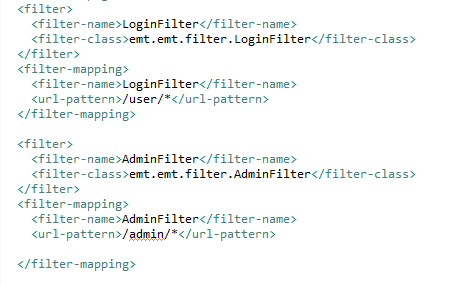 <filter>
<filter-name>LoginFilter</filter-name>
<filter-class>emt.emt.filter.LoginFilter</filter-class>
</filter>
<filter-mapping>
<filter-name>LoginFilter</filter-name>
<url-pattern>/user/*</url-pattern>
</filter-mapping>
<filter>
<filter-name>AdminFilter</filter-name>
<filter-class>emt.emt.filter.AdminFilter</filter-class>
</filter>
<filter-mapping>
<filter-name>AdminFilter</filter-name>
<url-pattern>/admin/*</url-pattern>
</filter-mapping>